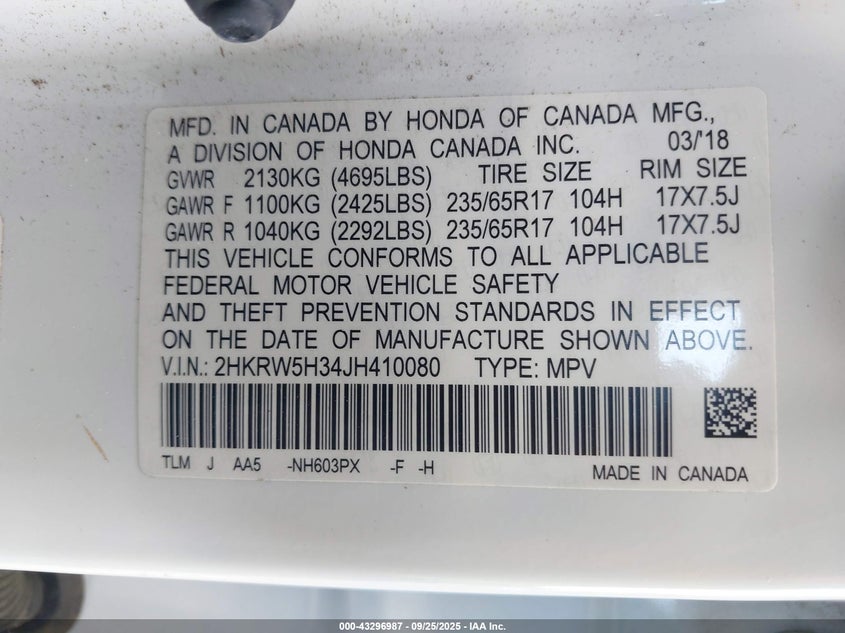 MFD. IN CANADA BY HONDA OF CANADA MFG.,
A DIVISION OF HONDA CANADA INC. 03/'18
GVWR 2130KG (4695LBS) TIRE SIZE RIM SIZE
GAWR F 1100KG (2425LBS) 235/65R17 104H 17X7.5J
GAWR R 1040KG (2292LBS) 235/65R17 104H 17X7.5J
THIS VEHICLE CONFORMS TO ALL APPLICABLE
FEDERAL MOTOR VEHICLE SAFETY
AND THEFT PREVENTION STANDARDS IN EFFECT
ON THE DATE OF MANUFACTURE SHOWN ABOVE.
V.I.N.: 2HKRW5H34JH410080 TYPE: MPV
TLM J AA5 -NH603PX -F -H MADE IN CANADA
000-43296987 - 09/25/2025 - IAA Inc.